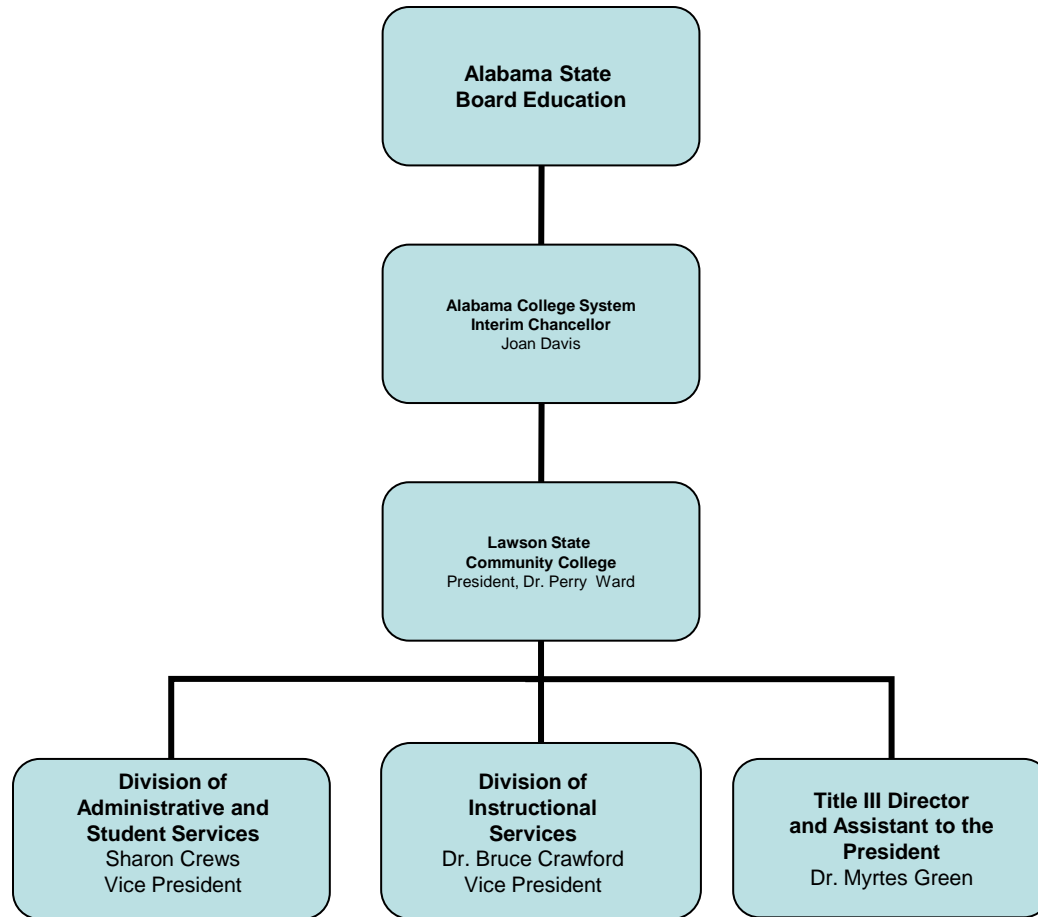 Alabama State
Board Education
Alabama College System
Interim Chancellor
Joan Davis
Lawson State
Community College
President, Dr. Perry  Ward
Division of
Administrative and
Student Services
Sharon Crews
Vice President
Division of
Instructional
Services
Dr. Bruce Crawford
Vice President
Title III Director
and Assistant to the
President
Dr. Myrtes Green